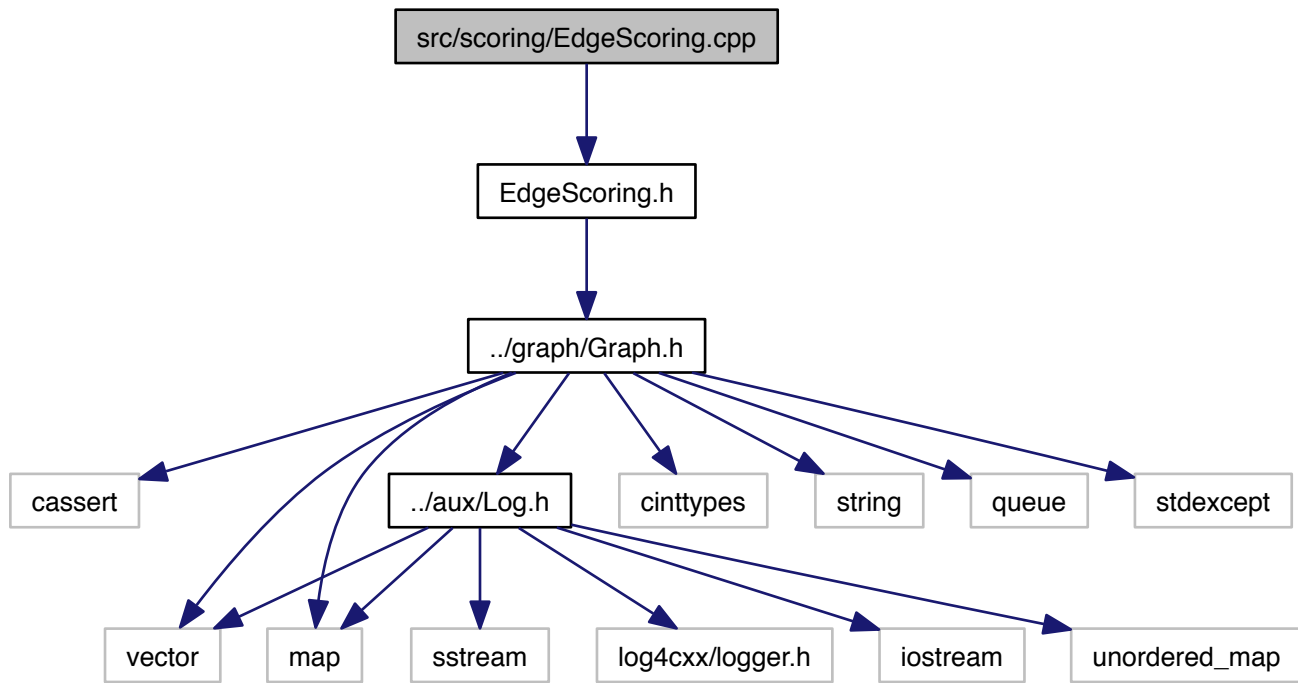 src/scoring/EdgeScoring.cpp
EdgeScoring.h
../graph/Graph.h
cassert
../aux/Log.h
cinttypes
string
queue
stdexcept
vector
map
sstream
log4cxx/logger.h
iostream
unordered_map